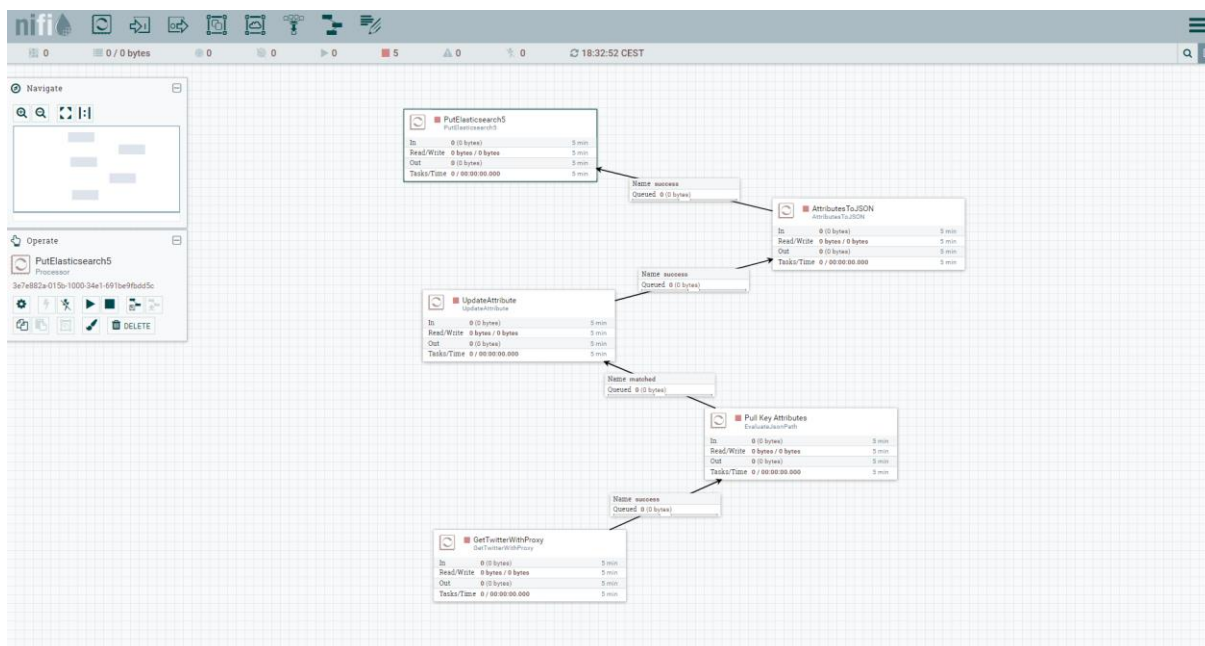 nifi
0 0 / 0 bytes 0 0 0 5 0 0 18:32:52 CEST
Navigate
Operate
PutElasticsearch5
Processor
3e7e882a-015b-1000-34e1-691be9fbdd5c
DELETE
PutElasticsearch5
PutElasticsearch5
In 0 (0 bytes) 5 min
Read/Write 0 bytes / 0 bytes 5 min
Out 0 (0 bytes) 5 min
Tasks/Time 0 / 00:00:00.000 5 min
Name success
Queued 0 (0 bytes)
AttributesToJSON
AttributesToJSON
In 0 (0 bytes) 5 min
Read/Write 0 bytes / 0 bytes 5 min
Out 0 (0 bytes) 5 min
Tasks/Time 0 / 00:00:00.000 5 min
Name success
Queued 0 (0 bytes)
UpdateAttribute
UpdateAttribute
In 0 (0 bytes) 5 min
Read/Write 0 bytes / 0 bytes 5 min
Out 0 (0 bytes) 5 min
Tasks/Time 0 / 00:00:00.000 5 min
Name matched
Queued 0 (0 bytes)
Pull Key Attributes
EvaluateJsonPath
In 0 (0 bytes) 5 min
Read/Write 0 bytes / 0 bytes 5 min
Out 0 (0 bytes) 5 min
Tasks/Time 0 / 00:00:00.000 5 min
Name success
Queued 0 (0 bytes)
GetTwitterWithProxy
GetTwitterWithProxy
In 0 (0 bytes) 5 min
Read/Write 0 bytes / 0 bytes 5 min
Out 0 (0 bytes) 5 min
Tasks/Time 0 / 00:00:00.000 5 min